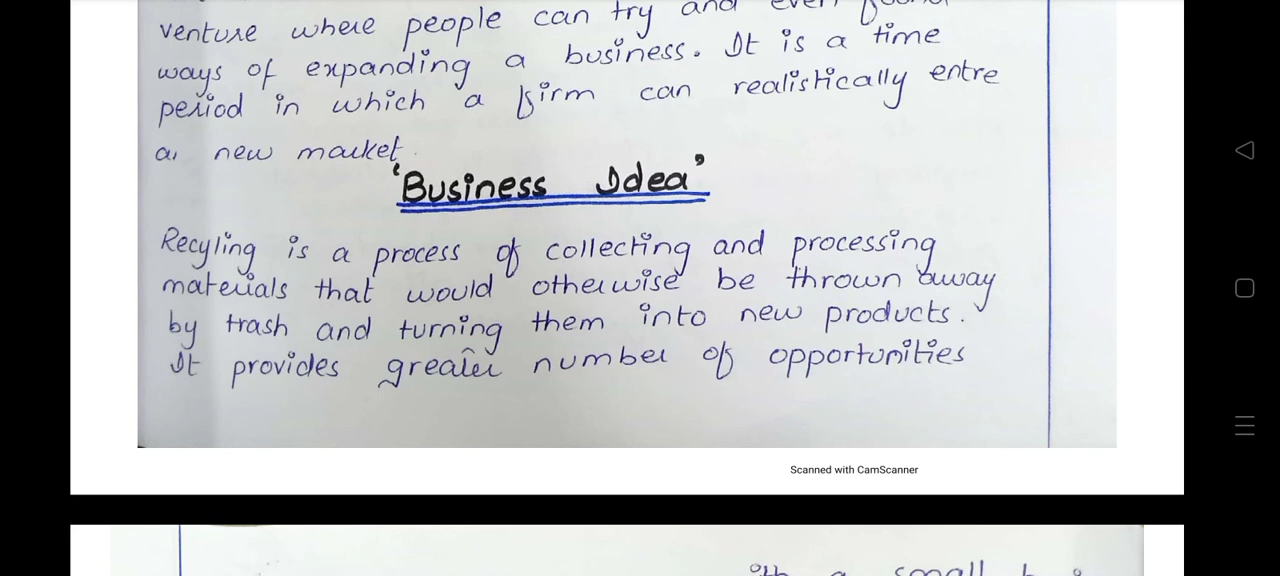 venture where people can try and even
ways of expanding a business. It is a time
period in which a firm can realistically entre
a new market.
'Business Idea'
Recyling is a process of collecting and processing
materials that would otherwise be thrown away
by trash and turning them into new products.
It provides greater number of opportunities
Scanned with CamScanner
a small